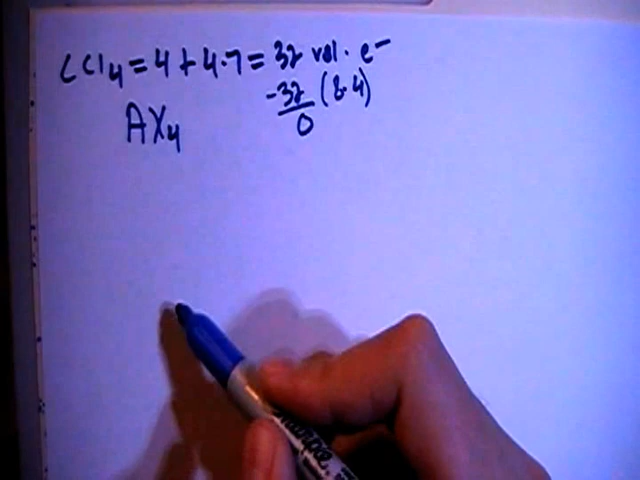 CCl4 = 4 + 4·7 = 32 val. e⁻
-32 (8·4)
AX4
0